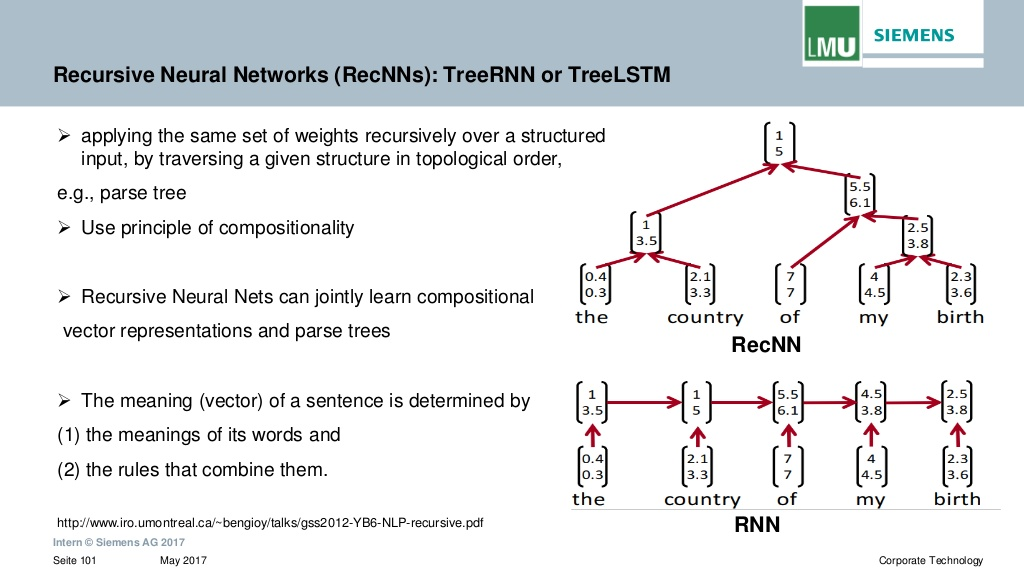 LMU
SIEMENS
Recursive Neural Networks (RecNNs): TreeRNN or TreeLSTM
➢ applying the same set of weights recursively over a structured
input, by traversing a given structure in topological order,
e.g., parse tree
➢ Use principle of compositionality
➢ Recursive Neural Nets can jointly learn compositional
vector representations and parse trees
➢ The meaning (vector) of a sentence is determined by
(1) the meanings of its words and
(2) the rules that combine them.
http://www.iro.umontreal.ca/~bengioy/talks/gss2012-YB6-NLP-recursive.pdf
1
5
5.5
6.1
1
3.5
2.5
3.8
0.4 2.1 7 4 2.3
0.3 3.3 7 4.5 3.6
the country of my birth
RecNN
1 1 5.5 4.5 2.5
3.5 5 6.1 3.8 3.8
0.4 2.1 7 4 2.3
0.3 3.3 7 4.5 3.6
the country of my birth
RNN
Intern © Siemens AG 2017
Seite 101 May 2017 Corporate Technology